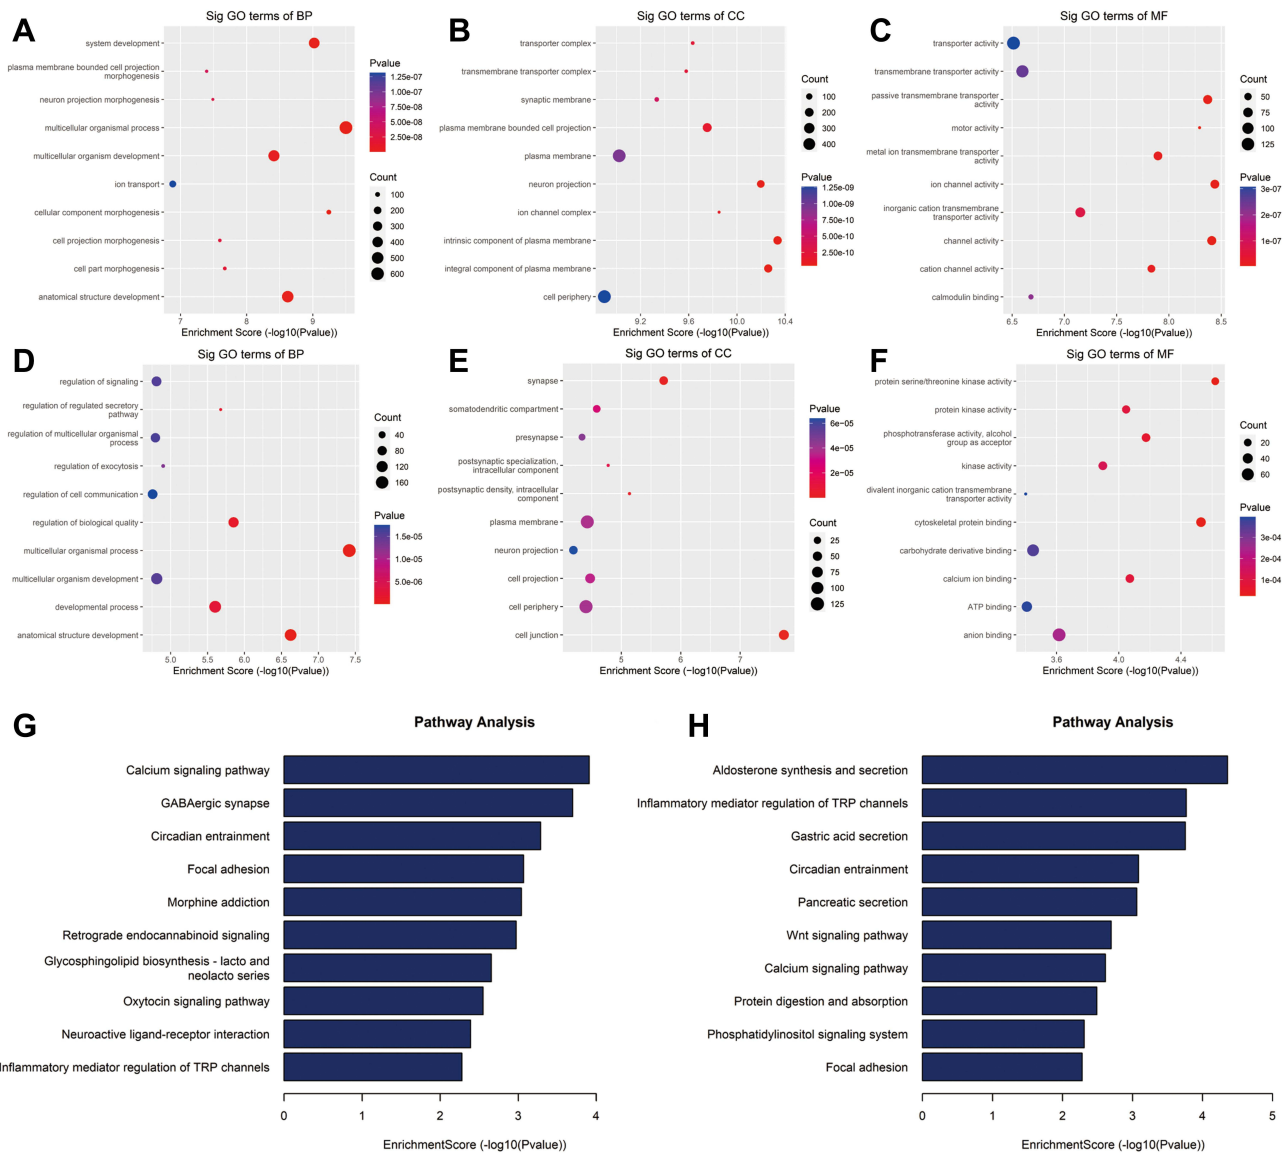 A
Sig GO terms of BP
system development
plasma membrane bounded cell projection
morphogenesis
neuron projection morphogenesis
multicellular organismal process
multicellular organism development
ion transport
cellular component morphogenesis
cell projection morphogenesis
cell part morphogenesis
anatomical structure development
7
8
9
Enrichment Score (-log10(Pvalue))
Pvalue
1.25e-07
1.00e-07
7.50e-08
5.00e-08
2.50e-08
Count
100
200
300
400
500
600
B
Sig GO terms of CC
transporter complex
transmembrane transporter complex
synaptic membrane
plasma membrane bounded cell projection
plasma membrane
neuron projection
ion channel complex
intrinsic component of plasma membrane
integral component of plasma membrane
cell periphery
9.2
9.6
10.0
10.4
Enrichment Score (-log10(Pvalue))
Count
100
200
300
400
Pvalue
1.25e-09
1.00e-09
7.50e-10
5.00e-10
2.50e-10
C
Sig GO terms of MF
transporter activity
transmembrane transporter activity
passive transmembrane transporter
activity
motor activity
metal ion transmembrane transporter
activity
ion channel activity
inorganic cation transmembrane
transporter activity
channel activity
cation channel activity
calmodulin binding
6.5
7.0
7.5
8.0
8.5
Enrichment Score (-log10(Pvalue))
Count
50
75
100
125
Pvalue
3e-07
2e-07
1e-07
D
Sig GO terms of BP
regulation of signaling
regulation of regulated secretory
pathway
regulation of multicellular organismal
process
regulation of exocytosis
regulation of cell communication
regulation of biological quality
multicellular organismal process
multicellular organism development
developmental process
anatomical structure development
5.0
5.5
6.0
6.5
7.0
7.5
Enrichment Score (-log10(Pvalue))
Count
40
80
120
160
Pvalue
1.5e-05
1.0e-05
5.0e-06
E
Sig GO terms of CC
synapse
somatodendritic compartment
presynapse
postsynaptic specialization,
intracellular component
postsynaptic density, intracellular
component
plasma membrane
neuron projection
cell projection
cell periphery
cell junction
5
6
7
Enrichment Score (−log10(Pvalue))
Pvalue
6e-05
4e-05
2e-05
Count
25
50
75
100
125
F
Sig GO terms of MF
protein serine/threonine kinase activity
protein kinase activity
phosphotransferase activity, alcohol
group as acceptor
kinase activity
divalent inorganic cation transmembrane
transporter activity
cytoskeletal protein binding
carbohydrate derivative binding
calcium ion binding
ATP binding
anion binding
3.6
4.0
4.4
Enrichment Score (-log10(Pvalue))
Count
20
40
60
Pvalue
3e-04
2e-04
1e-04
G
Pathway Analysis
Calcium signaling pathway
GABAergic synapse
Circadian entrainment
Focal adhesion
Morphine addiction
Retrograde endocannabinoid signaling
Glycosphingolipid biosynthesis - lacto and
neolacto series
Oxytocin signaling pathway
Neuroactive ligand-receptor interaction
Inflammatory mediator regulation of TRP channels
0
1
2
3
4
EnrichmentScore (-log10(Pvalue))
H
Pathway Analysis
Aldosterone synthesis and secretion
Inflammatory mediator regulation of TRP channels
Gastric acid secretion
Circadian entrainment
Pancreatic secretion
Wnt signaling pathway
Calcium signaling pathway
Protein digestion and absorption
Phosphatidylinositol signaling system
Focal adhesion
0
1
2
3
4
5
EnrichmentScore (-log10(Pvalue))